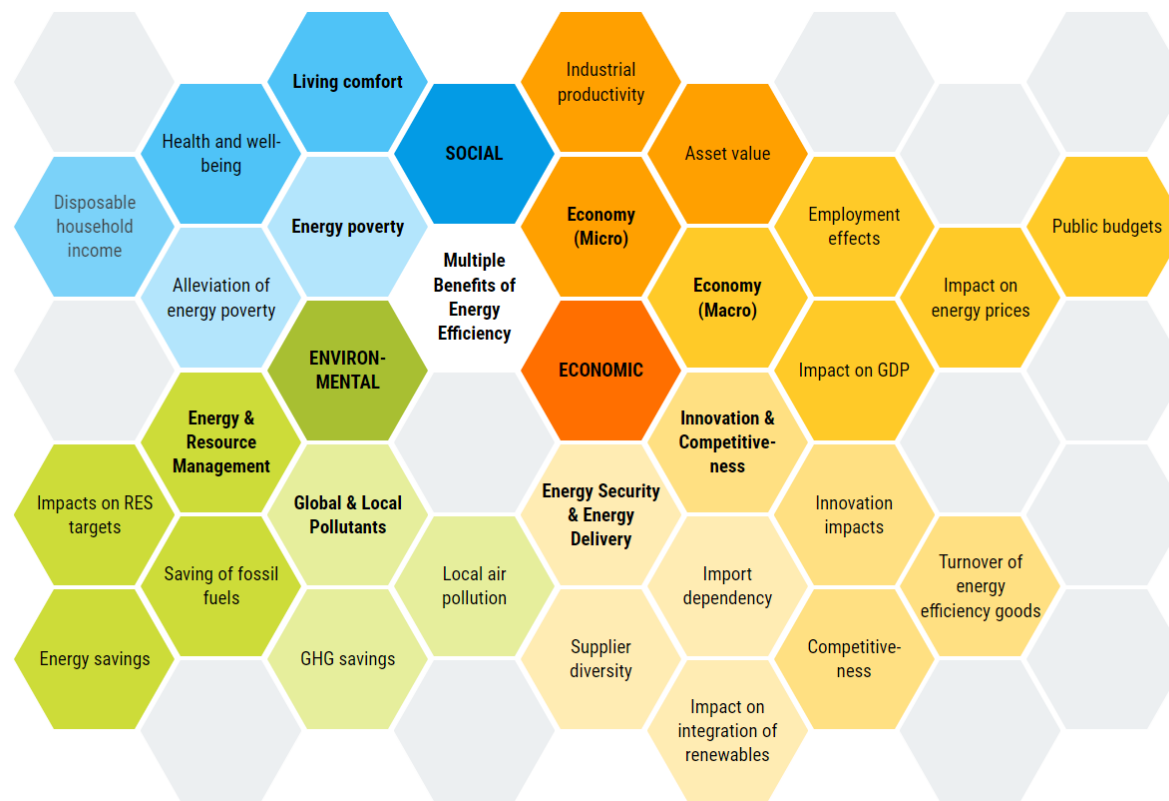 Living comfort
Industrial
productivity
Health and well-
being
SOCIAL
Asset value
Disposable
household
income
Energy poverty
Economy
(Micro)
Employment
effects
Public budgets
Alleviation of
energy poverty
Multiple
Benefits of
Energy
Efficiency
Economy
(Macro)
Impact on
energy prices
ENVIRON-
MENTAL
ECONOMIC
Impact on GDP
Energy &
Resource
Management
Innovation &
Competitive-
ness
Impacts on RES
targets
Global & Local
Pollutants
Energy Security
& Energy
Delivery
Innovation
impacts
Saving of fossil
fuels
Local air
pollution
Import
dependency
Turnover of
energy
efficiency goods
Energy savings
GHG savings
Supplier
diversity
Competitive-
ness
Impact on
integration of
renewables